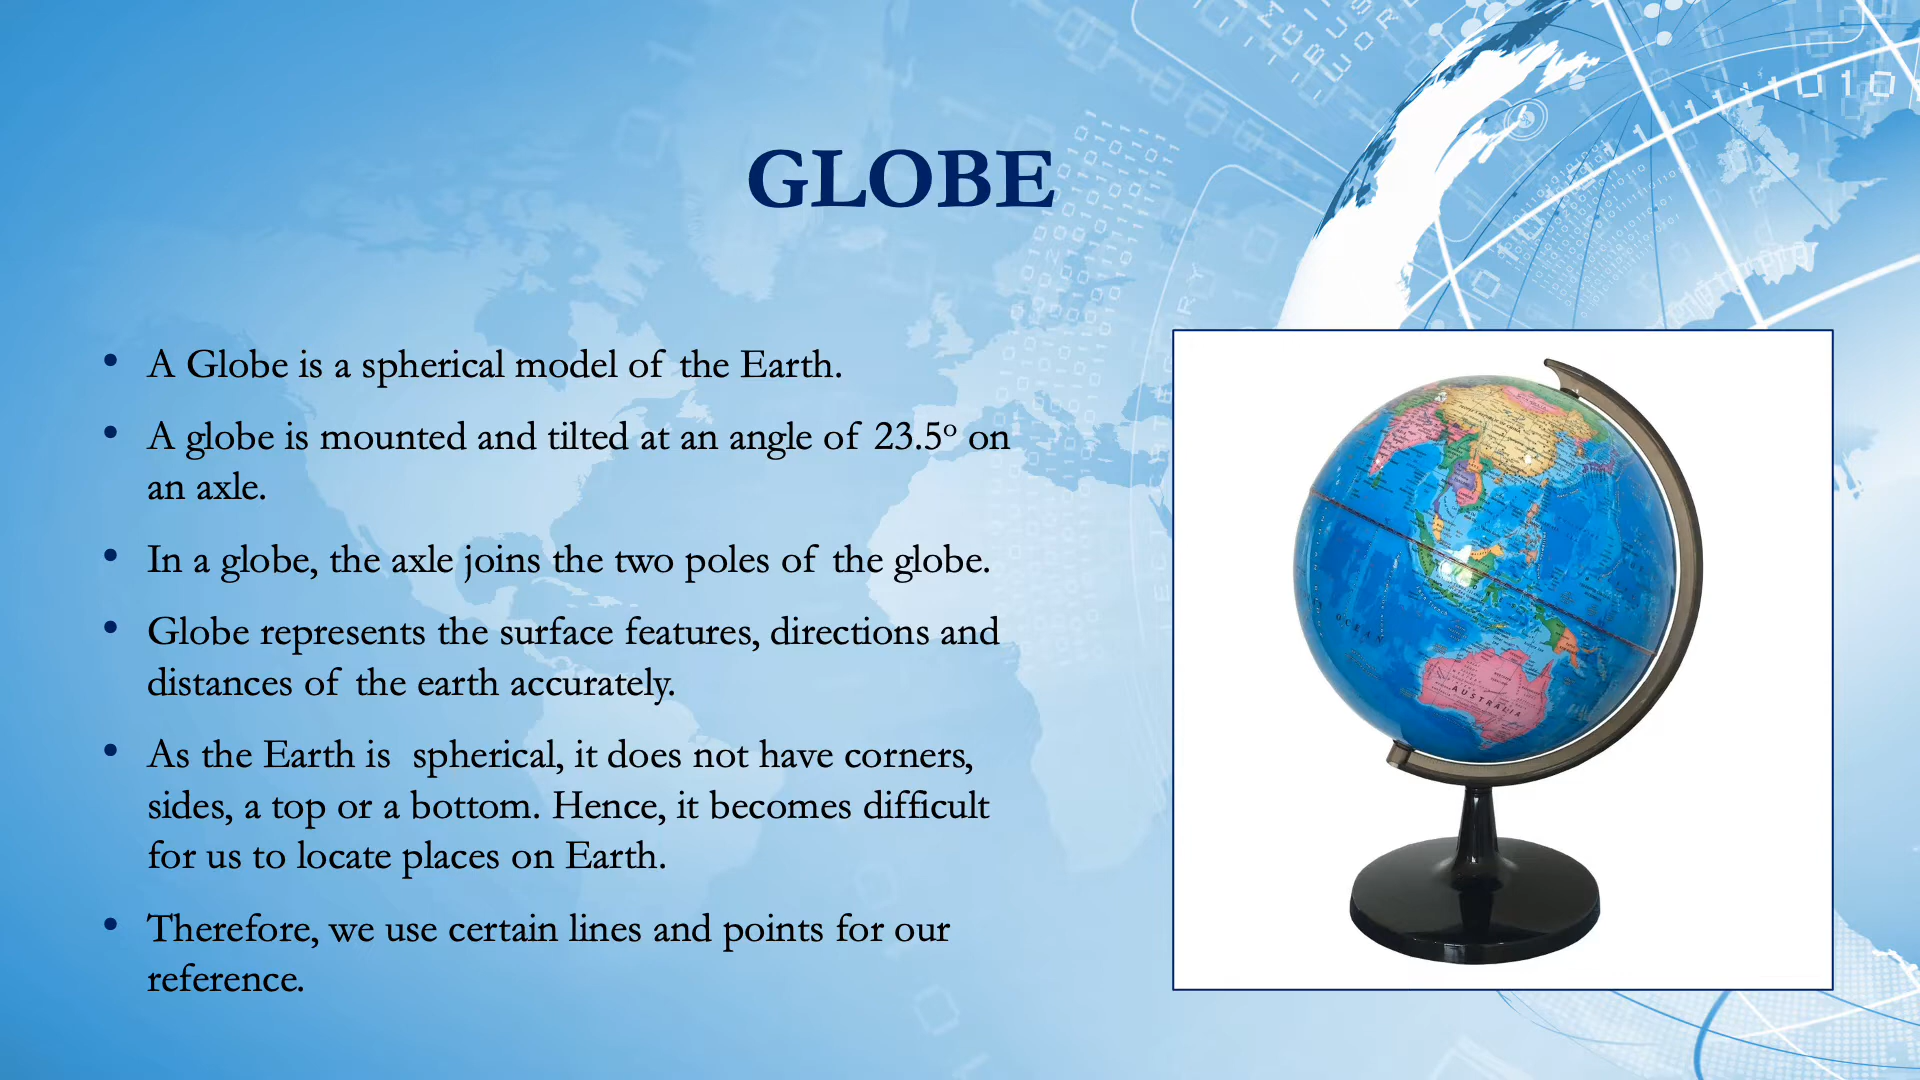 GLOBE
• A Globe is a spherical model of the Earth.
• A globe is mounted and tilted at an angle of 23.5º on
an axle.
• In a globe, the axle joins the two poles of the globe.
• Globe represents the surface features, directions and
distances of the earth accurately.
• As the Earth is spherical, it does not have corners,
sides, a top or a bottom. Hence, it becomes difficult
for us to locate places on Earth.
• Therefore, we use certain lines and points for our
reference.
OCEAN
AUSTRALIA